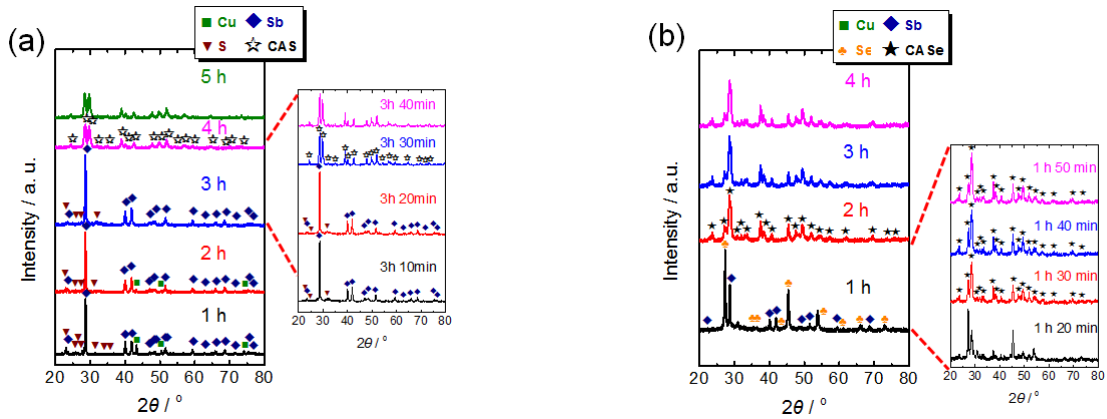 (a)
■ Cu ◆ Sb
▼ S ☆ CAS
Intensity / a. u.
5 h
4 h
3 h
2 h
1 h
20 30 40 50 60 70 80
2θ / °
3h 40min
3h 30min
3h 20min
3h 10min
20 30 40 50 60 70 80
2θ / °
(b)
■ Cu ◆ Sb
♣ Se ★ CASe
Intensity / a.u.
4 h
3 h
2 h
1 h
20 30 40 50 60 70 80
2θ / °
1 h 50 min
1 h 40 min
1 h 30 min
1 h 20 min
20 30 40 50 60 70 80
2θ / °